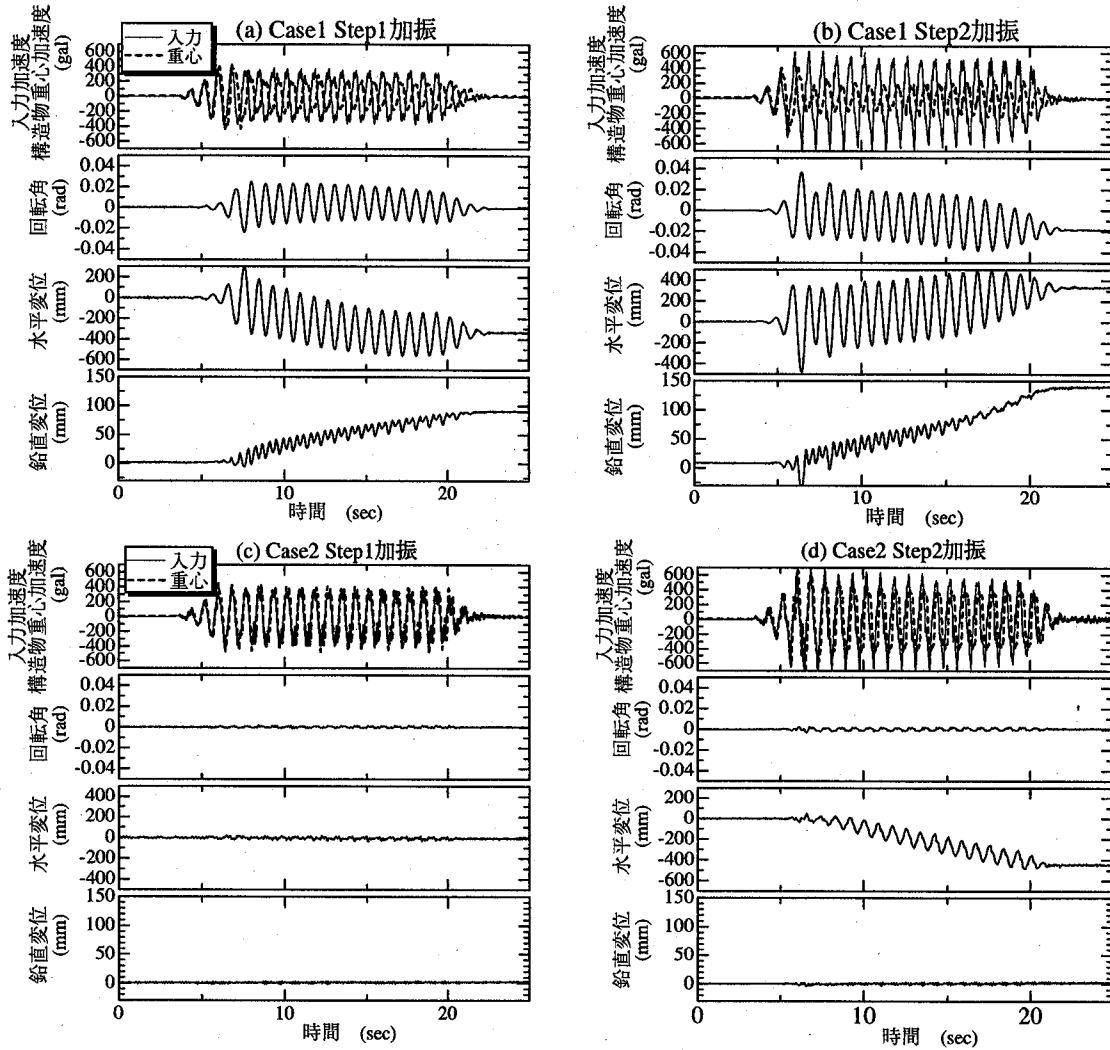 (a) Case1 Step1加振
入力
重心
入力加速度
構造物重心加速度
(gal)
600
400
200
0
-200
-400
-600
回転角
(rad)
0.04
0.02
0
-0.02
-0.04
水平変位
(mm)
200
0
-200
-400
-600
鉛直変位
(mm)
150
100
50
0
0
10
20
時間 (sec)
(b) Case1 Step2加振
入力加速度
構造物重心加速度
(gal)
600
400
200
0
-200
-400
-600
回転角
(rad)
0.04
0.02
0
-0.02
-0.04
水平変位
(mm)
400
200
0
-200
-400
鉛直変位
(mm)
150
100
50
0
0
10
20
時間 (sec)
(c) Case2 Step1加振
入力
重心
入力加速度
構造物重心加速度
(gal)
600
400
200
0
-200
-400
-600
回転角
(rad)
0.04
0.02
0
-0.02
-0.04
水平変位
(mm)
400
200
0
-200
-400
鉛直変位
(mm)
150
100
50
0
0
10
20
時間 (sec)
(d) Case2 Step2加振
入力加速度
構造物重心加速度
(gal)
600
400
200
0
-200
-400
-600
回転角
(rad)
0.04
0.02
0
-0.02
-0.04
水平変位
(mm)
200
0
-200
-400
-600
鉛直変位
(mm)
150
100
50
0
0
10
20
時間 (sec)